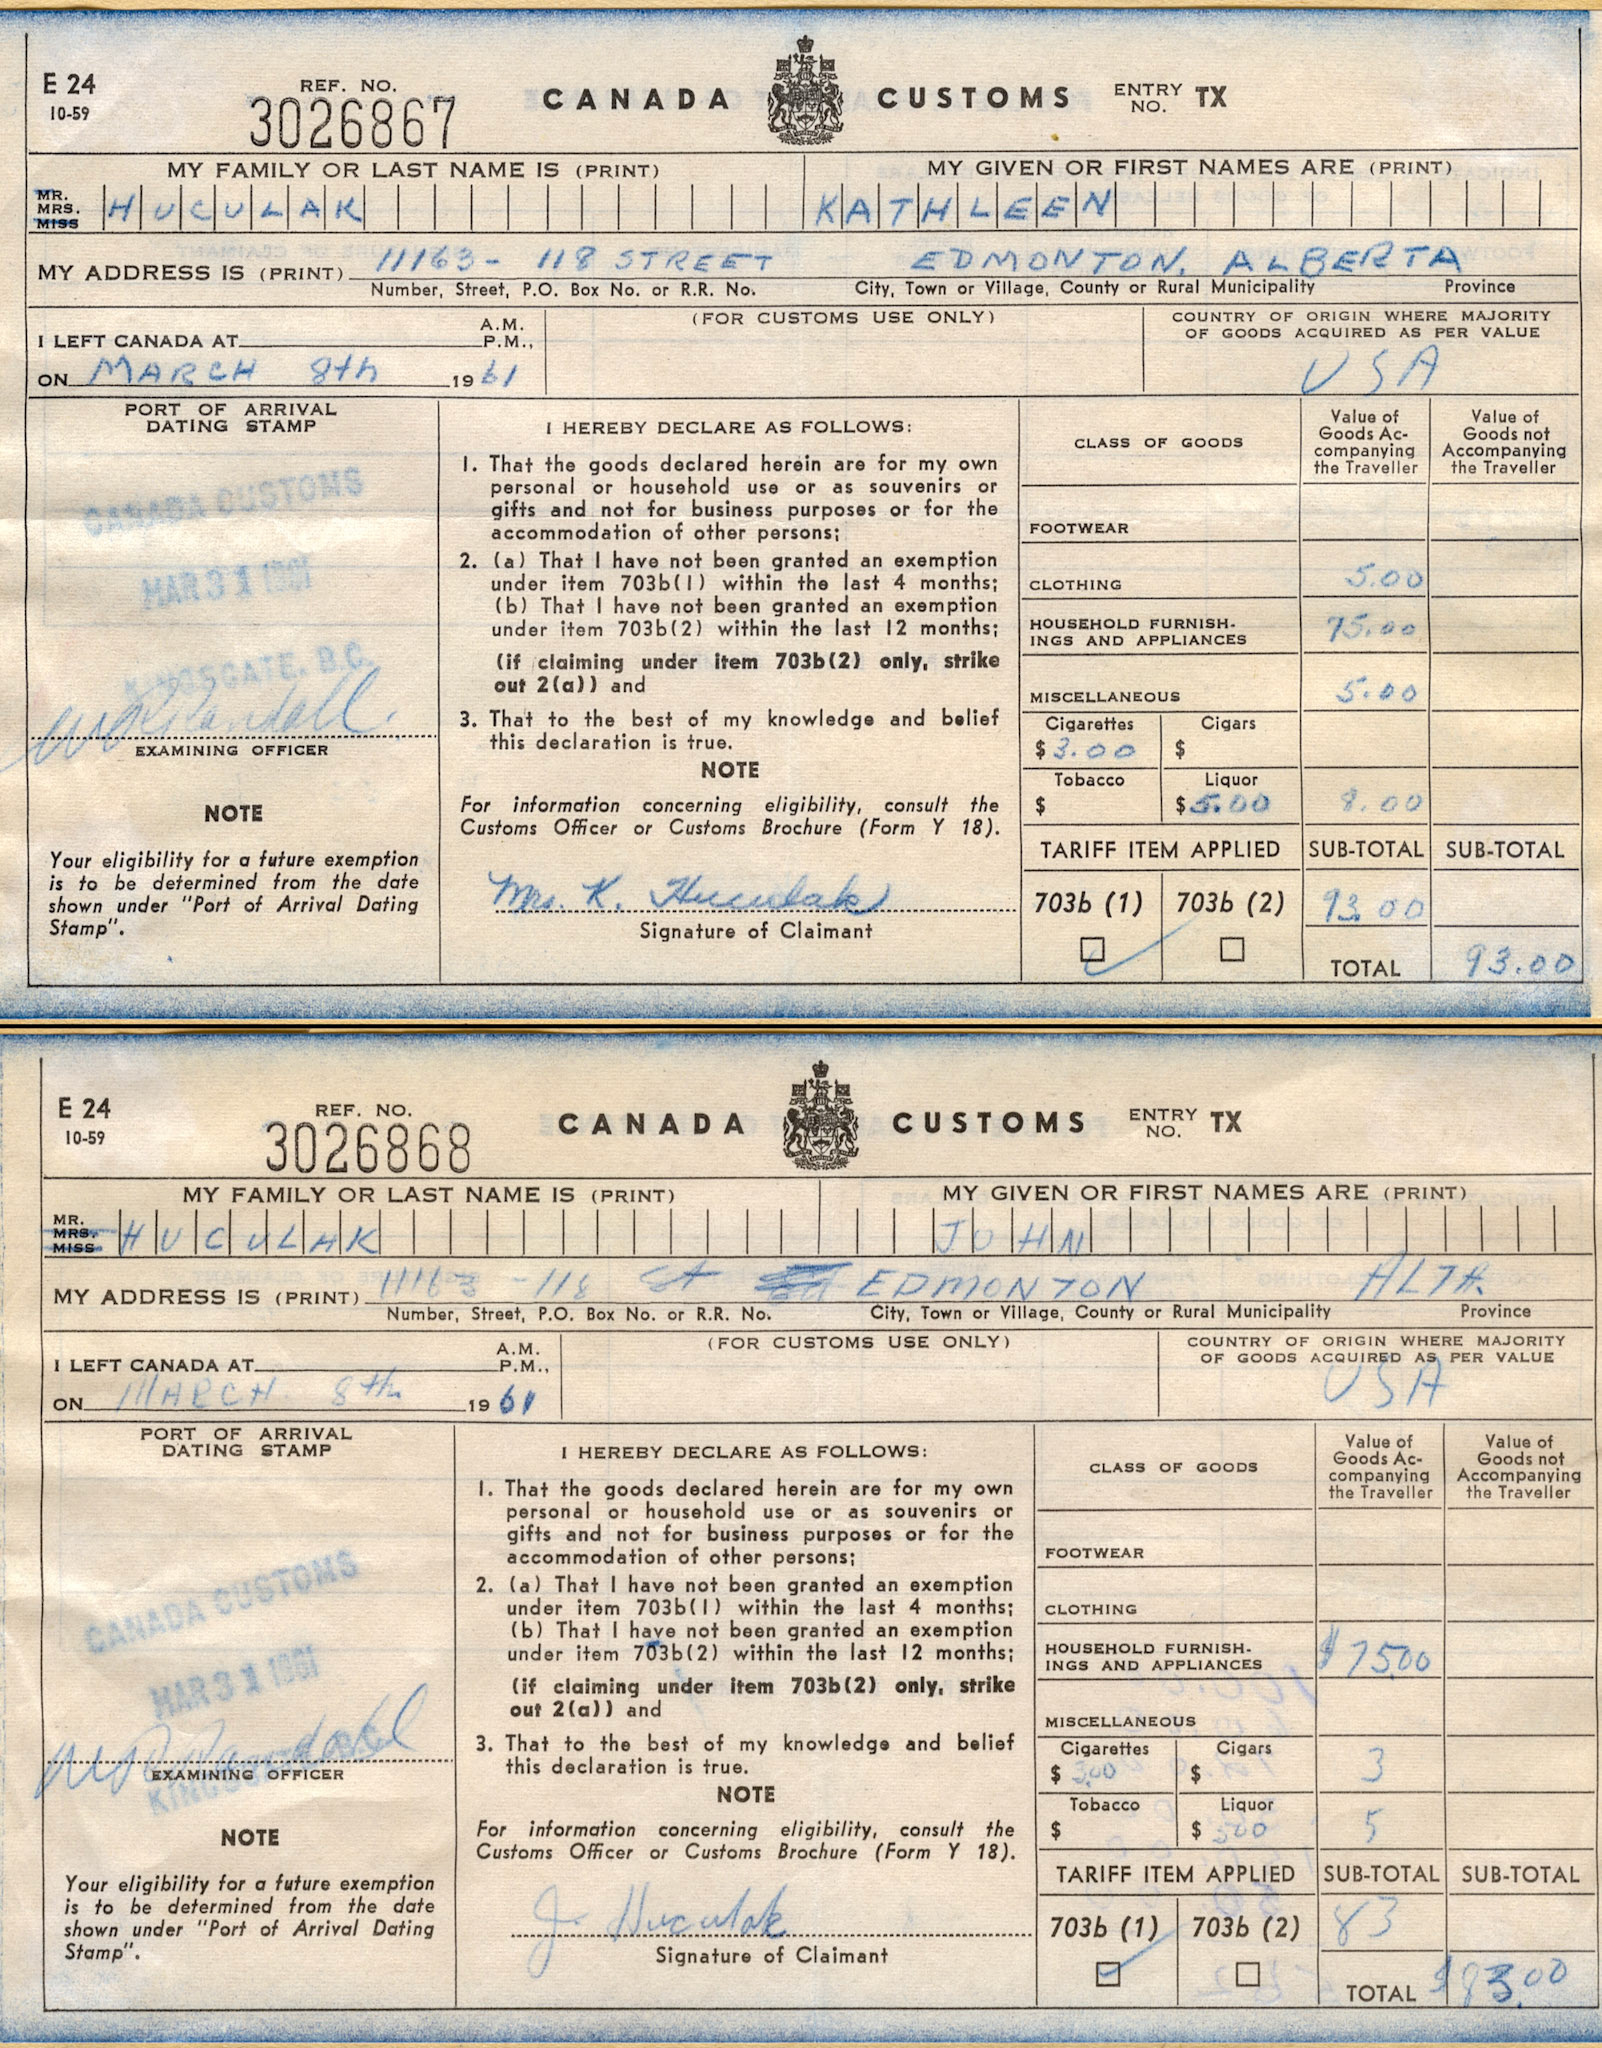 E 24
10-59
REF. NO.
3026867
CANADA CUSTOMS
ENTRY NO. TX
MY FAMILY OR LAST NAME IS (PRINT)
MY GIVEN OR FIRST NAMES ARE (PRINT)
MR.
MRS.
MISS
HUCULAK
KATHLEEN
MY ADDRESS IS (PRINT) 11163 - 118 STREET EDMONTON, ALBERTA
Number, Street, P.O. Box No. or R.R. No.
City, Town or Village, County or Rural Municipality
Province
I LEFT CANADA AT
A.M.
P.M.,
ON MARCH 8th 1961
(FOR CUSTOMS USE ONLY)
COUNTRY OF ORIGIN WHERE MAJORITY
OF GOODS ACQUIRED AS PER VALUE
USA
PORT OF ARRIVAL
DATING STAMP
CANADA CUSTOMS
MAR 31 1961
KINGSGATE, B.C.
EXAMINING OFFICER
NOTE
Your eligibility for a future exemption
is to be determined from the date
shown under "Port of Arrival Dating
Stamp".
I HEREBY DECLARE AS FOLLOWS:
1. That the goods declared herein are for my own
personal or household use or as souvenirs or
gifts and not for business purposes or for the
accommodation of other persons;
2. (a) That I have not been granted an exemption
under item 703b(1) within the last 4 months;
(b) That I have not been granted an exemption
under item 703b(2) within the last 12 months;
(if claiming under item 703b(2) only, strike
out 2(a)) and
3. That to the best of my knowledge and belief
this declaration is true.
NOTE
For information concerning eligibility, consult the
Customs Officer or Customs Brochure (Form Y 18).
Mrs. K. Huculak
Signature of Claimant
CLASS OF GOODS
Value of
Goods Ac-
companying
the Traveller
Value of
Goods not
Accompanying
the Traveller
FOOTWEAR
CLOTHING 5.00
HOUSEHOLD FURNISH-
INGS AND APPLIANCES 75.00
MISCELLANEOUS 5.00
Cigarettes Cigars
$ 3.00 $
Tobacco Liquor
$ $ 5.00 8.00
TARIFF ITEM APPLIED SUB-TOTAL SUB-TOTAL
703b (1) 703b (2) 93.00
TOTAL 93.00
E 24
10-59
REF. NO.
3026868
CANADA CUSTOMS
ENTRY NO. TX
MY FAMILY OR LAST NAME IS (PRINT)
MY GIVEN OR FIRST NAMES ARE (PRINT)
MR.
MRS.
MISS
HUCULAK
JOHN
MY ADDRESS IS (PRINT) 11163 - 118 St EDMONTON ALTA.
Number, Street, P.O. Box No. or R.R. No.
City, Town or Village, County or Rural Municipality
Province
I LEFT CANADA AT
A.M.
P.M.,
ON MARCH 8th 1961
(FOR CUSTOMS USE ONLY)
COUNTRY OF ORIGIN WHERE MAJORITY
OF GOODS ACQUIRED AS PER VALUE
USA
PORT OF ARRIVAL
DATING STAMP
CANADA CUSTOMS
MAR 31 1961
EXAMINING OFFICER
NOTE
Your eligibility for a future exemption
is to be determined from the date
shown under "Port of Arrival Dating
Stamp".
I HEREBY DECLARE AS FOLLOWS:
1. That the goods declared herein are for my own
personal or household use or as souvenirs or
gifts and not for business purposes or for the
accommodation of other persons;
2. (a) That I have not been granted an exemption
under item 703b(1) within the last 4 months;
(b) That I have not been granted an exemption
under item 703b(2) within the last 12 months;
(if claiming under item 703b(2) only, strike
out 2(a)) and
3. That to the best of my knowledge and belief
this declaration is true.
NOTE
For information concerning eligibility, consult the
Customs Officer or Customs Brochure (Form Y 18).
J. Huculak
Signature of Claimant
CLASS OF GOODS
Value of
Goods Ac-
companying
the Traveller
Value of
Goods not
Accompanying
the Traveller
FOOTWEAR
CLOTHING
HOUSEHOLD FURNISH-
INGS AND APPLIANCES $ 75.00
MISCELLANEOUS
Cigarettes Cigars
$ 3.00 $ 3
Tobacco Liquor
$ $ 5.00 5
TARIFF ITEM APPLIED SUB-TOTAL SUB-TOTAL
703b (1) 703b (2) 83
TOTAL $83.00